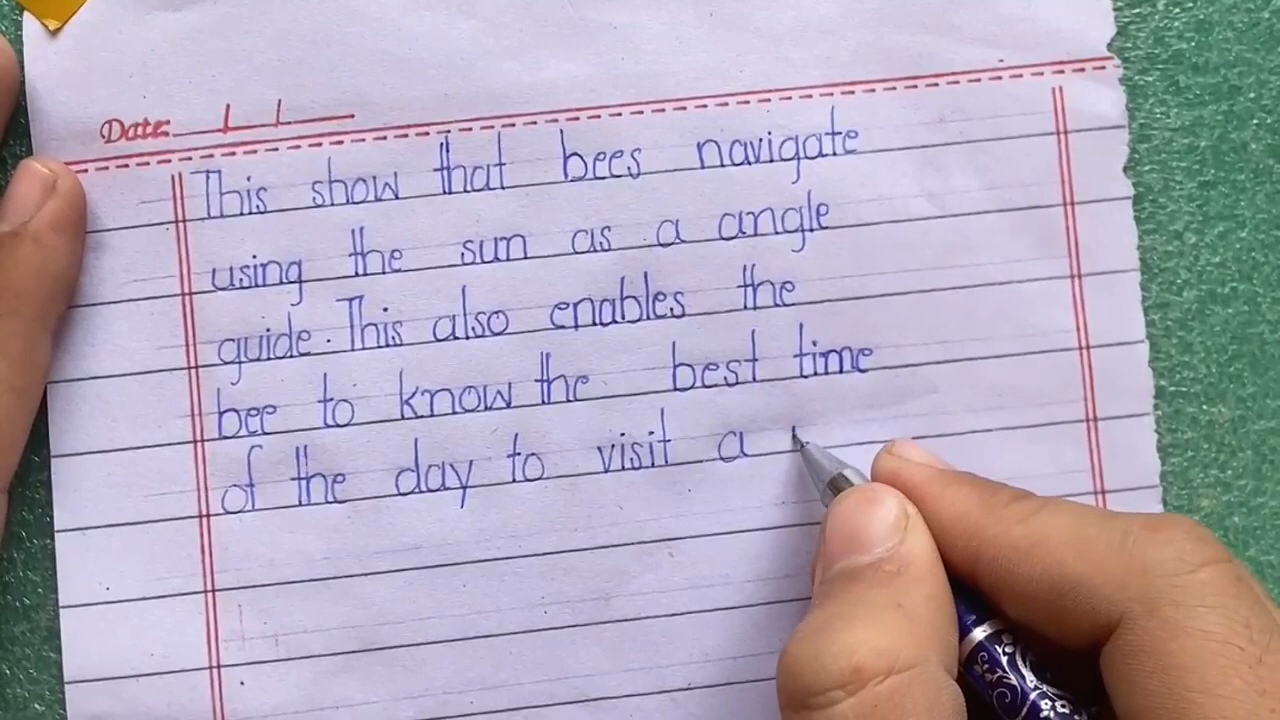 Date:
This show that bees navigate
using the sun as a angle
guide. This also enables the
bee to know the best time
of the day to visit a